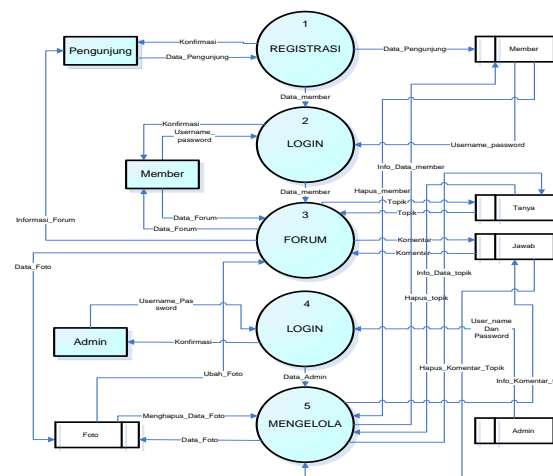 1
REGISTRASI
Pengunjung
Konfirmasi
Data_Pengunjung
Data_Pengunjung
Member
Data_member
2
LOGIN
Konfirmasi
Username_
password
Username_password
Member
Info_Data_member
Hapus_member
Data_member
3
FORUM
Data_Forum
Data_Forum
Informasi_Forum
Topik
Topik
Tanya
Komentar
Komentar
Jawab
Data_Foto
Info_Data_topik
Hapus_topik
4
LOGIN
Username_Pas
sword
Konfirmasi
Admin
User_name
Dan
Password
Ubah_Foto
Hapus_Komentar_Topik
Data_Admin
Info_Komentar_t
5
MENGELOLA
Menghapus_Data_Foto
Data_Foto
Foto
Admin